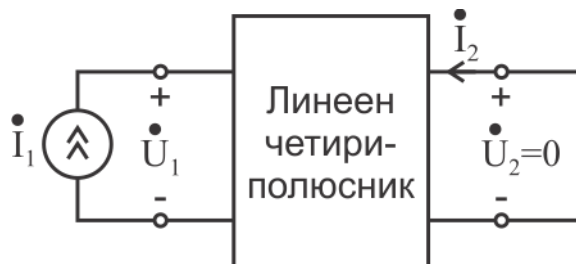 İ₂
Линеен
четири-
полюсник
+
+
İ₁
U̇₁
U̇₂=0
-
-